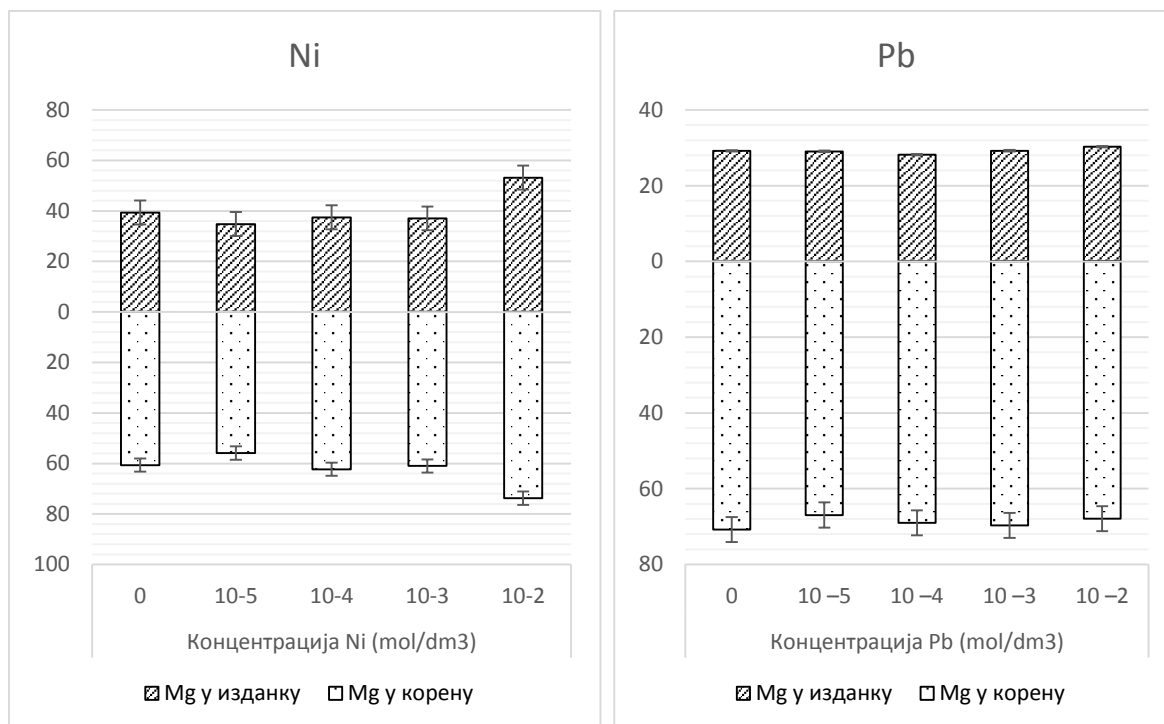 Ni
80
60
40
20
0
20
40
60
80
100
0 10-5 10-4 10-3 10-2
Концентрација Ni (mol/dm3)
Mg у изданку Mg у корену
Pb
40
20
0
20
40
60
80
0 10 –5 10 –4 10 –3 10 –2
Концентрација Pb (mol/dm3)
Mg у изданку Mg у корену